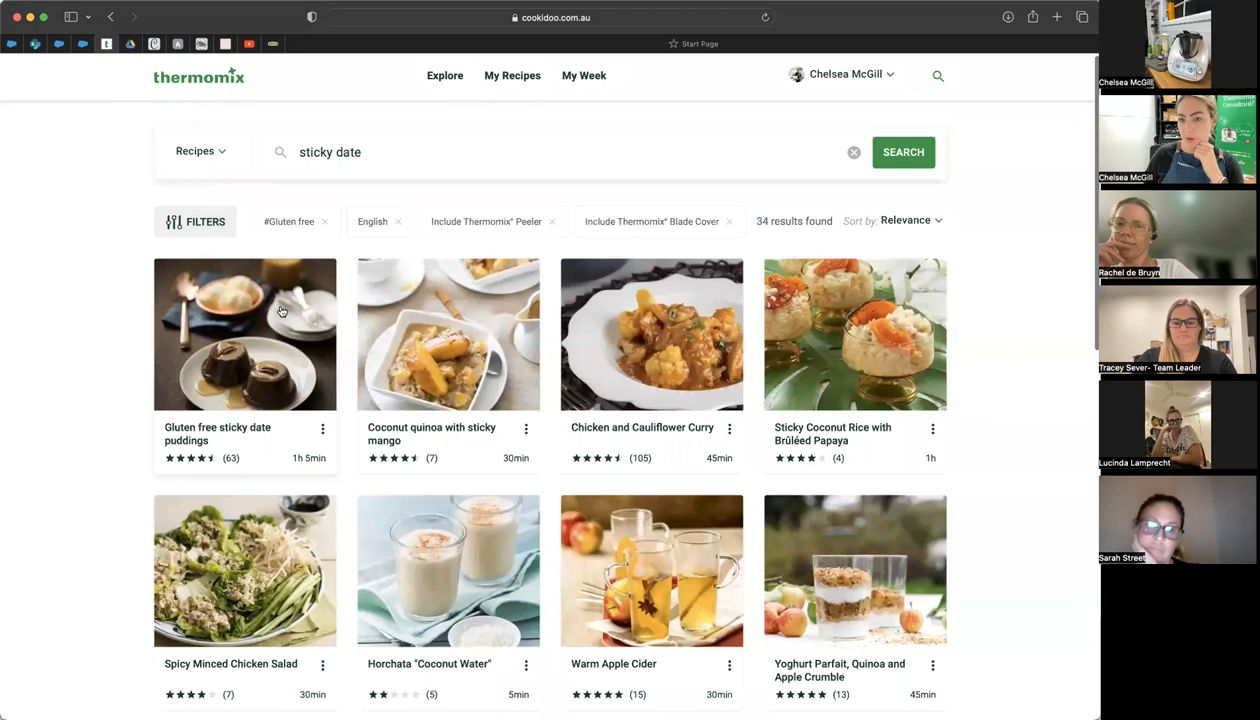 cookidoo.com.au
Start Page
thermomix
Explore
My Recipes
My Week
Chelsea McGill
Recipes
sticky date
SEARCH
FILTERS
#Gluten free
English
Include Thermomix® Peeler
Include Thermomix® Blade Cover
34 results found
Sort by: Relevance
Gluten free sticky date
puddings
(63)
1h 5min
Coconut quinoa with sticky
mango
(7)
30min
Chicken and Cauliflower Curry
(105)
45min
Sticky Coconut Rice with
Brûléed Papaya
(4)
1h
Spicy Minced Chicken Salad
(7)
30min
Horchata "Coconut Water"
(5)
5min
Warm Apple Cider
(15)
30min
Yoghurt Parfait, Quinoa and
Apple Crumble
(13)
45min
Chelsea McGill
Chelsea McGill
Rachel de Bruyn
Tracey Sever- Team Leader
Lucinda Lamprecht
Sarah Street